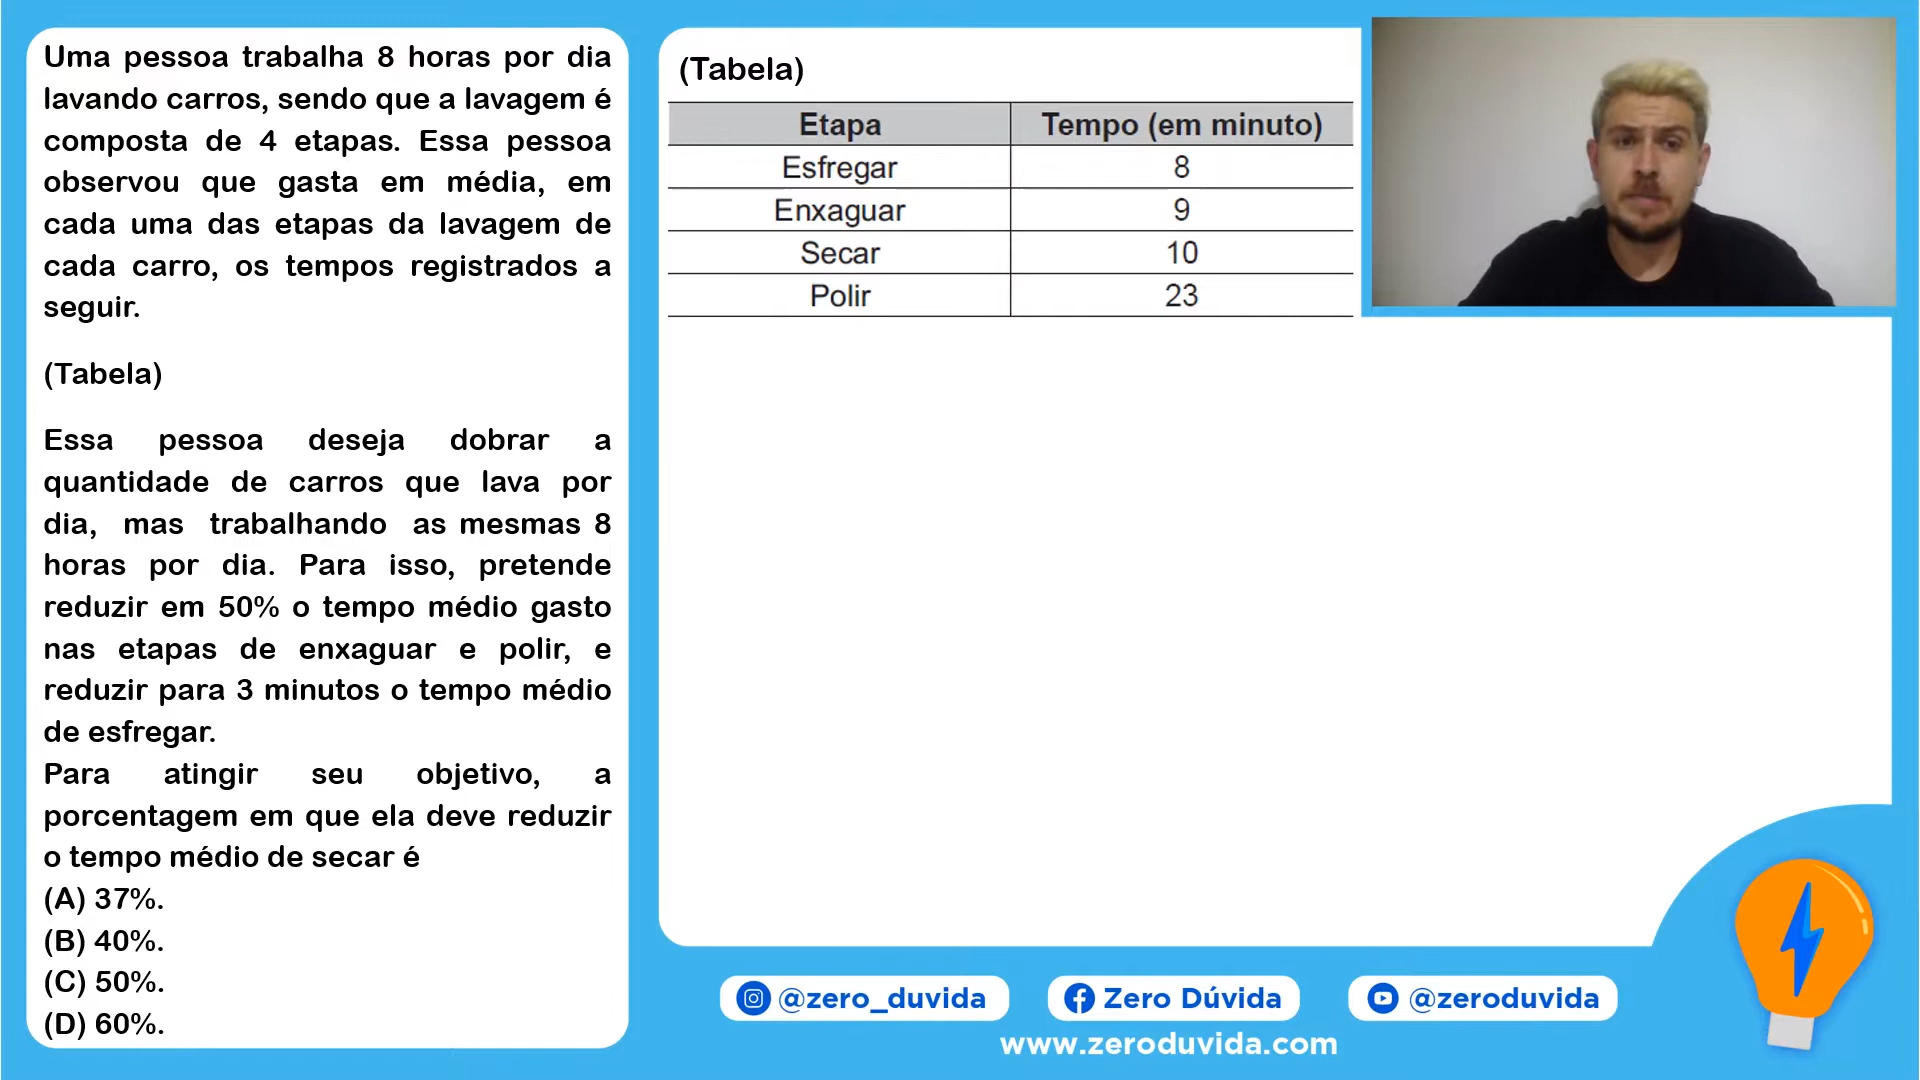 Uma pessoa trabalha 8 horas por dia
lavando carros, sendo que a lavagem é
composta de 4 etapas. Essa pessoa
observou que gasta em média, em
cada uma das etapas da lavagem de
cada carro, os tempos registrados a
seguir.
(Tabela)
Essa pessoa deseja dobrar a
quantidade de carros que lava por
dia, mas trabalhando as mesmas 8
horas por dia. Para isso, pretende
reduzir em 50% o tempo médio gasto
nas etapas de enxaguar e polir, e
reduzir para 3 minutos o tempo médio
de esfregar.
Para atingir seu objetivo, a
porcentagem em que ela deve reduzir
o tempo médio de secar é
(A) 37%.
(B) 40%.
(C) 50%.
(D) 60%.
(Tabela)
Etapa Tempo (em minuto)
Esfregar 8
Enxaguar 9
Secar 10
Polir 23
@zero_duvida Zero Dúvida @zeroduvida
www.zeroduvida.com